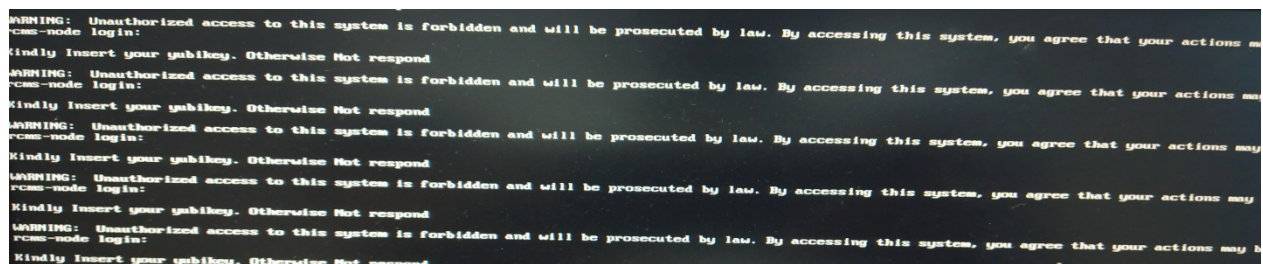 WARNING: Unauthorized access to this system is forbidden and will be prosecuted by law. By accessing this system, you agree that your actions
rcms-node login:
Kindly Insert your yubikey. Otherwise Not respond
WARNING: Unauthorized access to this system is forbidden and will be prosecuted by law. By accessing this system, you agree that your actions may
rcms-node login:
Kindly Insert your yubikey. Otherwise Not respond
WARNING: Unauthorized access to this system is forbidden and will be prosecuted by law. By accessing this system, you agree that your actions may
rcms-node login:
Kindly Insert your yubikey. Otherwise Not respond
WARNING: Unauthorized access to this system is forbidden and will be prosecuted by law. By accessing this system, you agree that your actions may
rcms-node login:
Kindly Insert your yubikey. Otherwise Not respond
WARNING: Unauthorized access to this system is forbidden and will be prosecuted by law. By accessing this system, you agree that your actions may b
rcms-node login:
Kindly Insert your yubikey. Otherwise Not respond